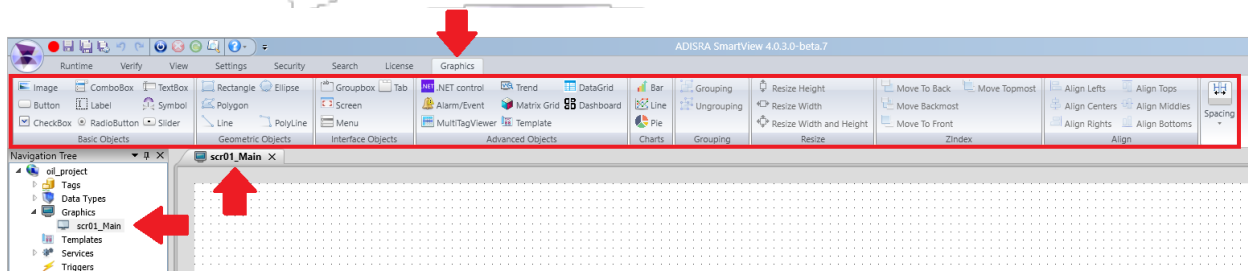 ADISRA SmartView 4.0.3.0-beta.7
Runtime Verify View Settings Security Search License Graphics
Image ComboBox TextBox Rectangle Ellipse Groupbox Tab .NET control Trend DataGrid Bar Grouping Resize Height Move To Back Move Topmost Align Lefts Align Tops
Button Label Symbol Polygon Screen Alarm/Event Matrix Grid Dashboard Line Ungrouping Resize Width Move Backmost Align Centers Align Middles
CheckBox RadioButton Slider Line PolyLine Menu MultiTagViewer Template Pie Resize Width and Height Move To Front Align Rights Align Bottoms Spacing
Basic Objects Geometric Objects Interface Objects Advanced Objects Charts Grouping Resize ZIndex Align
Navigation Tree scr01_Main
oil_project
Tags
Data Types
Graphics
scr01_Main
Templates
Services
Triggers